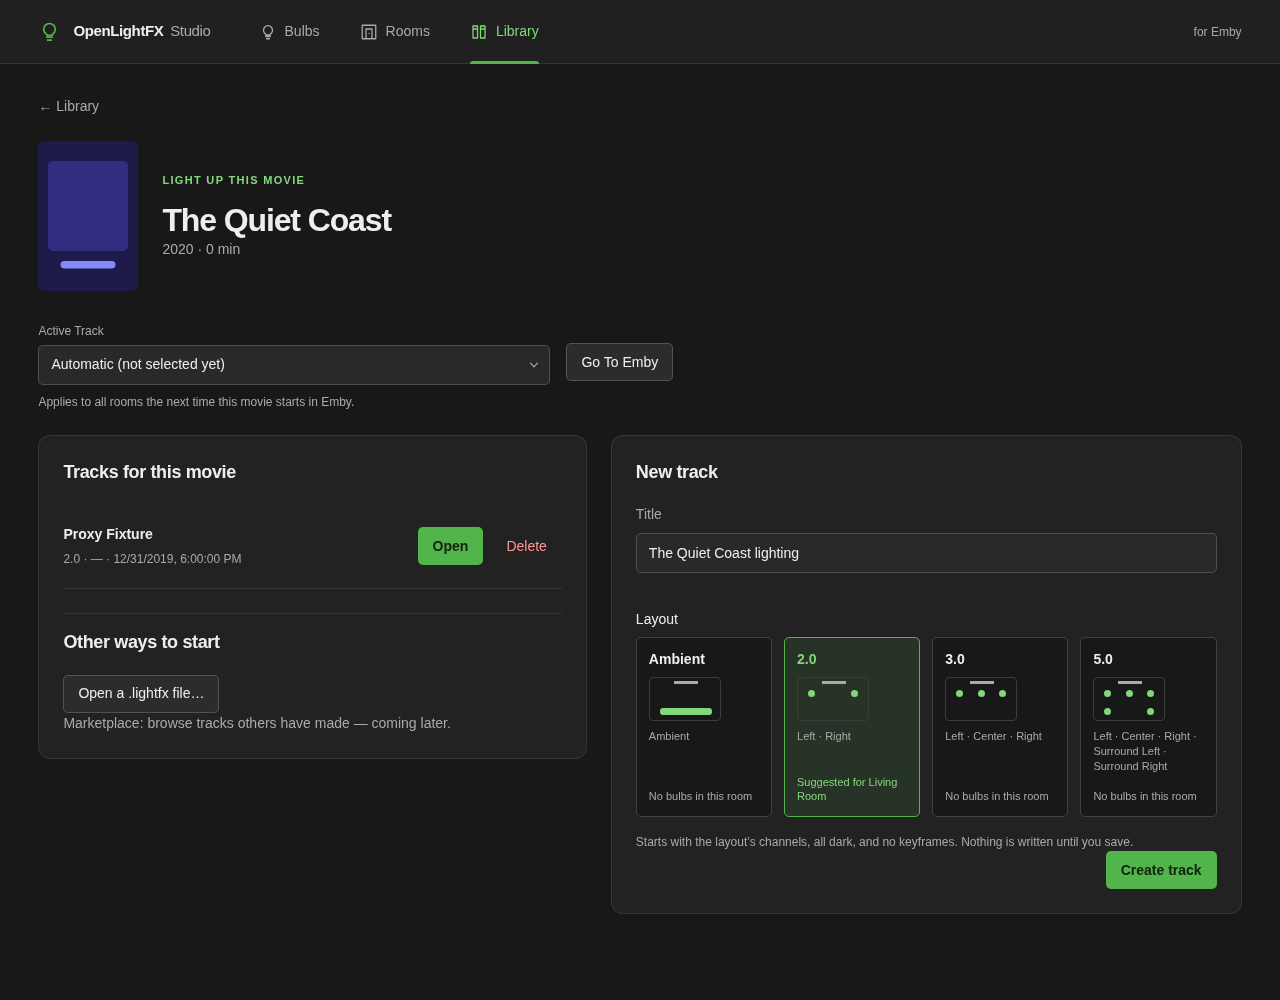 OpenLightFX Studio
Bulbs
Rooms
Library
for Emby
← Library
LIGHT UP THIS MOVIE
The Quiet Coast
2020 · 0 min
Active Track
Automatic (not selected yet)
Go To Emby
Applies to all rooms the next time this movie starts in Emby.
Tracks for this movie
Proxy Fixture
2.0 · — · 12/31/2019, 6:00:00 PM
Open
Delete
Other ways to start
Open a .lightfx file…
Marketplace: browse tracks others have made — coming later.
New track
Title
The Quiet Coast lighting
Layout
Ambient
Ambient
No bulbs in this room
2.0
Left · Right
Suggested for Living
Room
3.0
Left · Center · Right
No bulbs in this room
5.0
Left · Center · Right ·
Surround Left ·
Surround Right
No bulbs in this room
Starts with the layout's channels, all dark, and no keyframes. Nothing is written until you save.
Create track